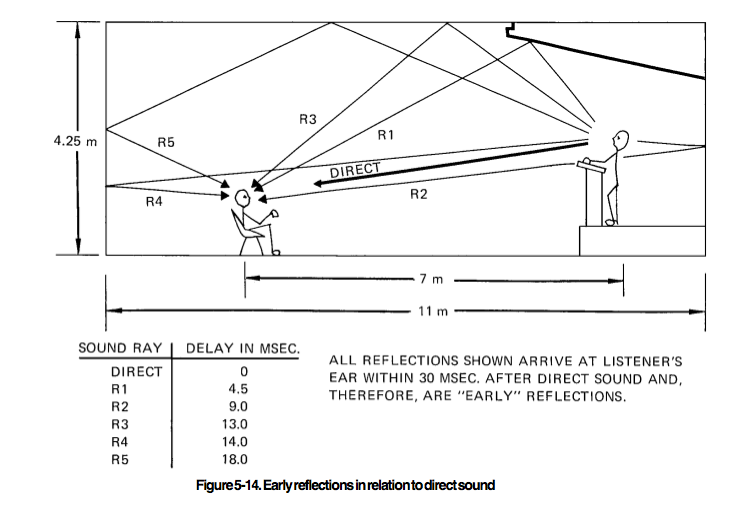 4.25 m
R5
R3
R1
DIRECT
R2
R4
7 m
11 m
SOUND RAY DELAY IN MSEC.
DIRECT 0
R1 4.5
R2 9.0
R3 13.0
R4 14.0
R5 18.0
ALL REFLECTIONS SHOWN ARRIVE AT LISTENER'S
EAR WITHIN 30 MSEC. AFTER DIRECT SOUND AND,
THEREFORE, ARE "EARLY" REFLECTIONS.
Figure 5-14. Early reflections in relation to direct sound